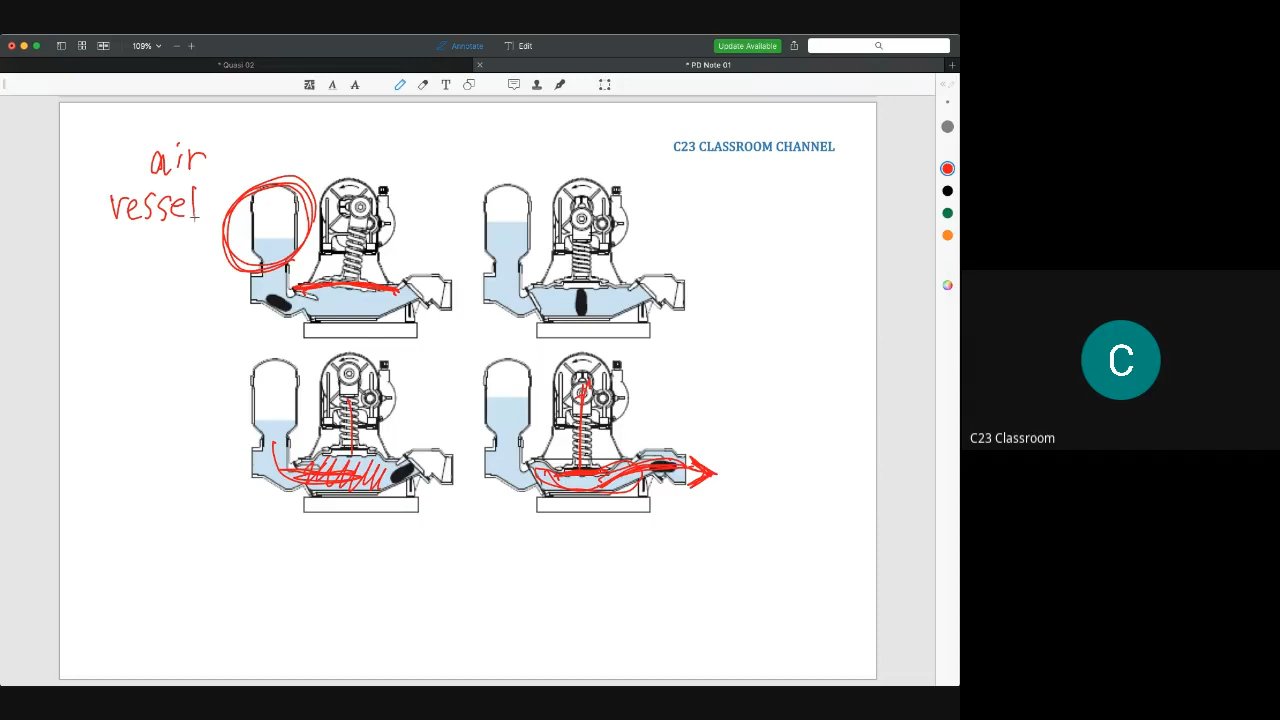 109%
Annotate
Edit
Update Available
* Quasi 02
* PD Note 01
C23 CLASSROOM CHANNEL
air
vessel
C
C23 Classroom